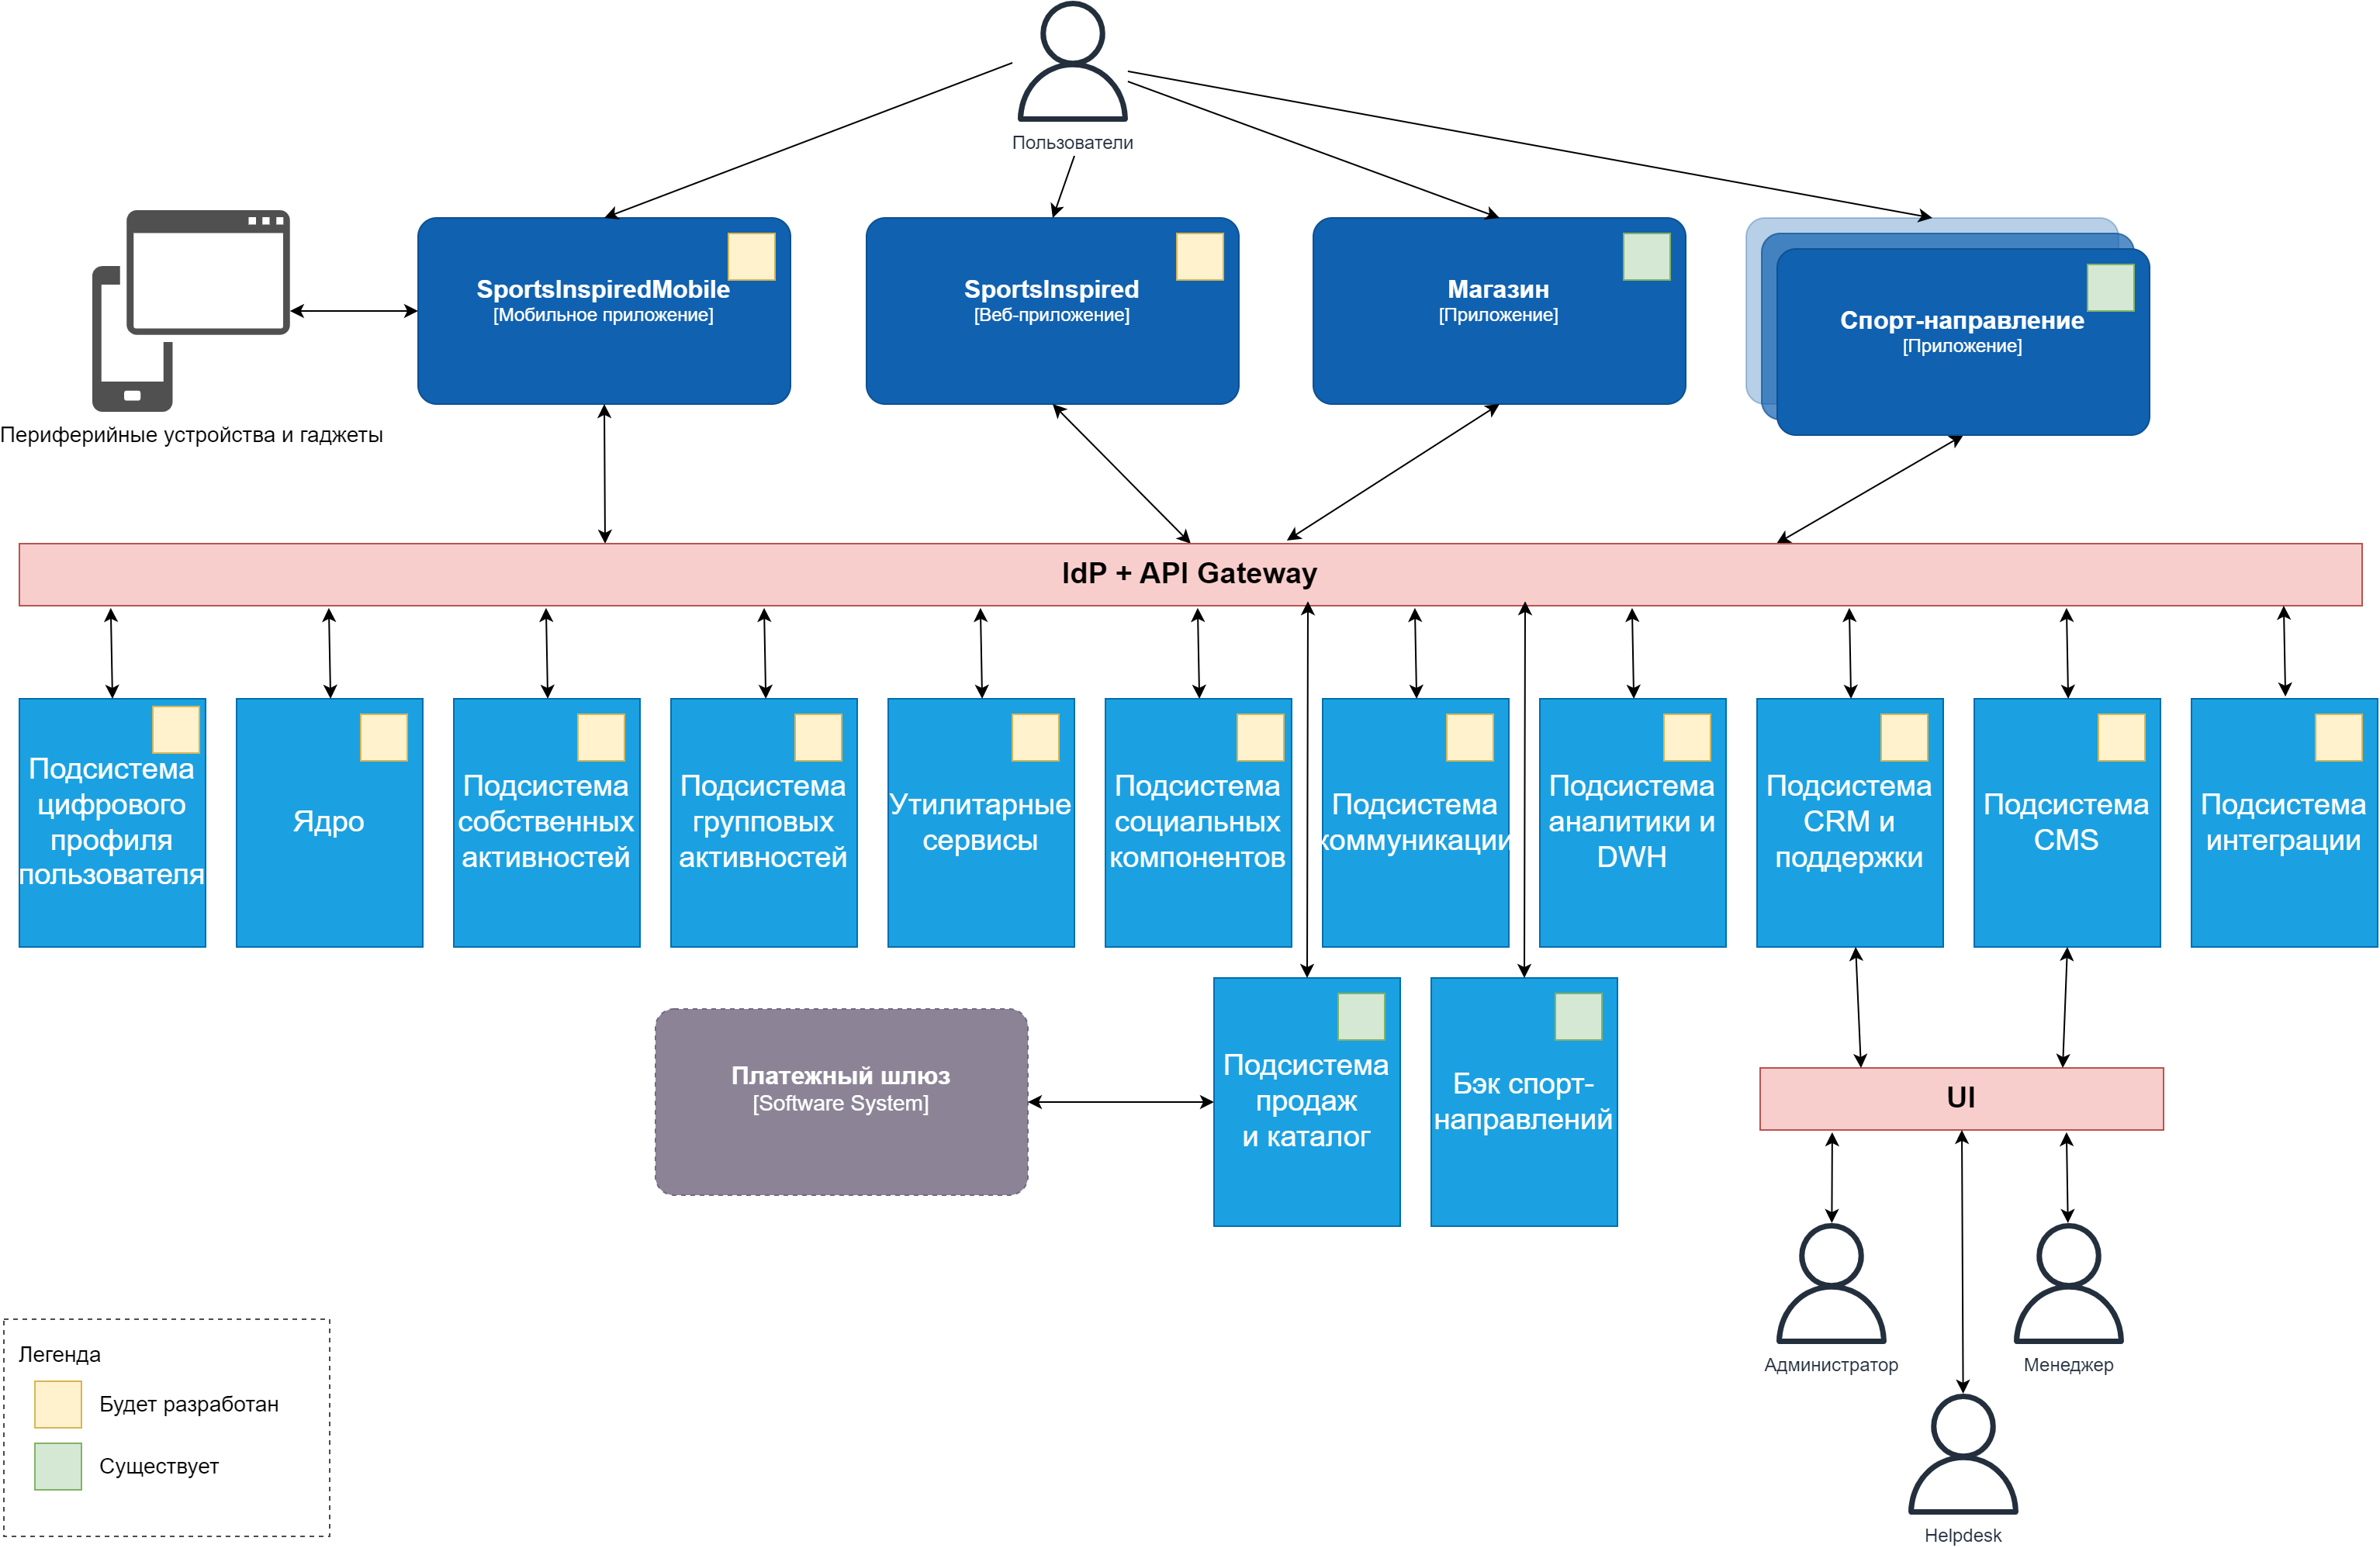 Пользователи
SportsInspiredMobile
[Мобильное приложение]
SportsInspired
[Веб-приложение]
Магазин
[Приложение]
Спорт-направление
[Приложение]
Периферийные устройства и гаджеты
IdP + API Gateway
Подсистема
цифрового
профиля
пользователя
Ядро
Подсистема
собственных
активностей
Подсистема
групповых
активностей
Утилитарные
сервисы
Подсистема
социальных
компонентов
Подсистема
коммуникации
Подсистема
аналитики и
DWH
Подсистема
CRM и
поддержки
Подсистема
CMS
Подсистема
интеграции
Платежный шлюз
[Software System]
Подсистема
продаж
и каталог
Бэк спорт-
направлений
UI
Администратор
Менеджер
Helpdesk
Легенда
Будет разработан
Существует